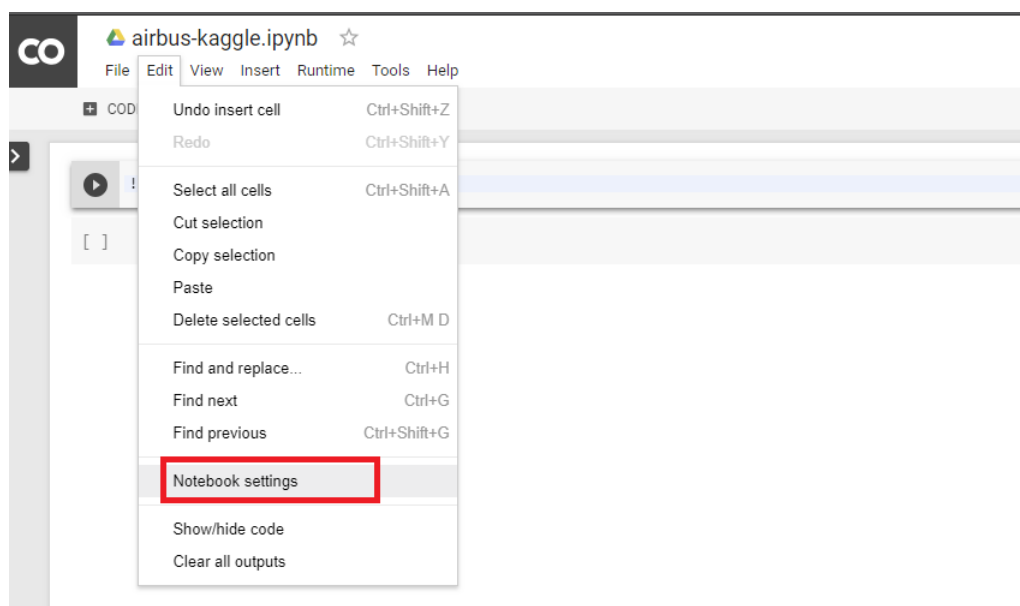 CO
airbus-kaggle.ipynb
File Edit View Insert Runtime Tools Help
COD
Undo insert cell Ctrl+Shift+Z
Redo Ctrl+Shift+Y
!
Select all cells Ctrl+Shift+A
Cut selection
[ ]
Copy selection
Paste
Delete selected cells Ctrl+M D
Find and replace... Ctrl+H
Find next Ctrl+G
Find previous Ctrl+Shift+G
Notebook settings
Show/hide code
Clear all outputs